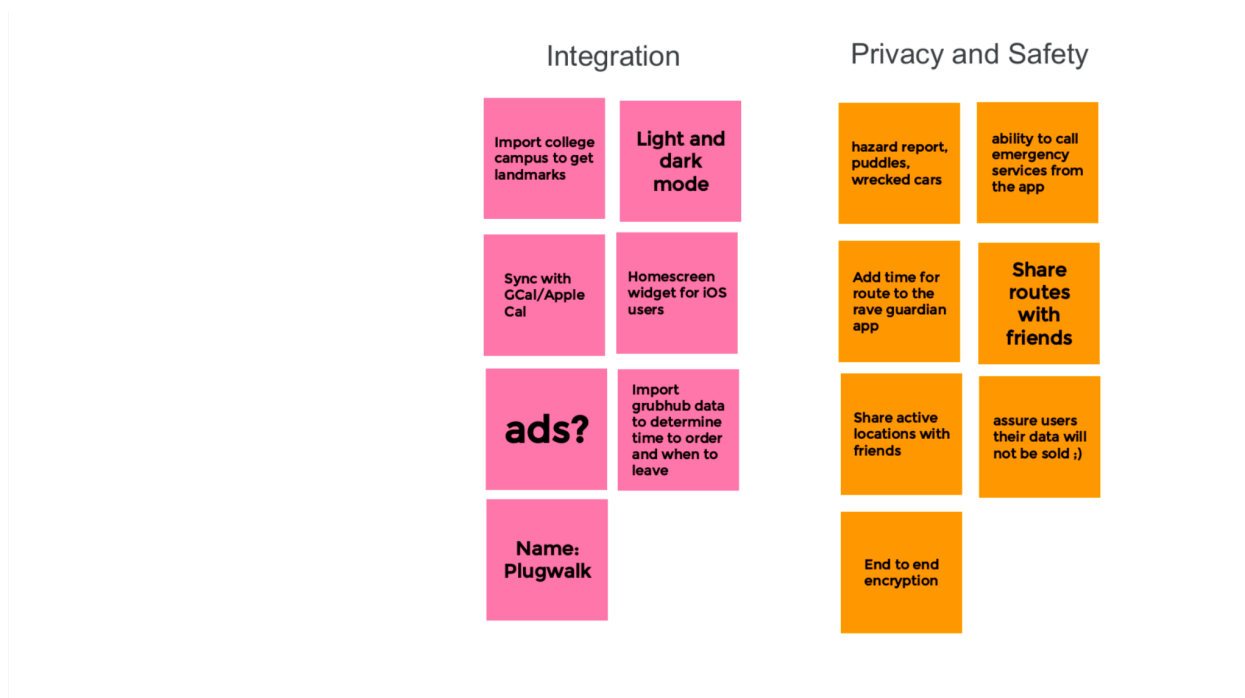 Integration
Import college
campus to get
landmarks
Light and
dark
mode
Sync with
GCal/Apple
Cal
Homescreen
widget for iOS
users
ads?
Import
grubhub data
to determine
time to order
and when to
leave
Name:
Plugwalk
Privacy and Safety
hazard report,
puddles,
wrecked cars
ability to call
emergency
services from
the app
Add time for
route to the
rave guardian
app
Share
routes
with
friends
Share active
locations with
friends
assure users
their data will
not be sold ;)
End to end
encryption